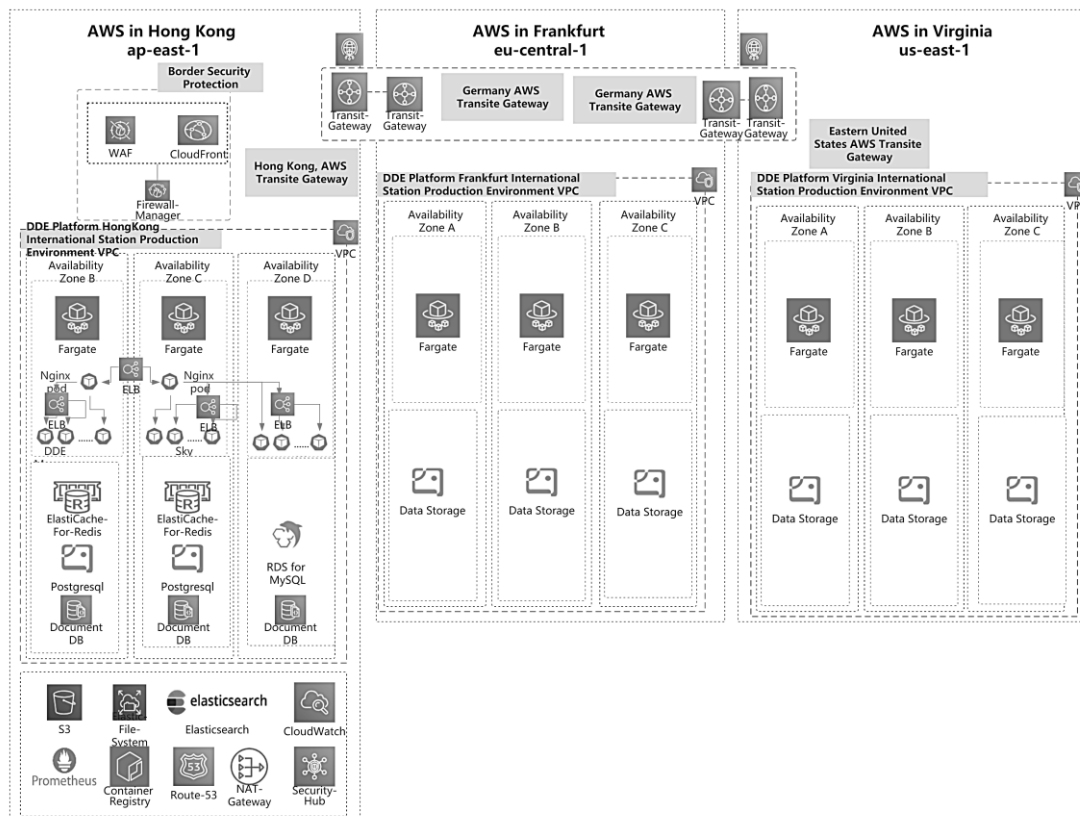 AWS in Hong Kong
ap-east-1
Border Security
Protection
WAF
CloudFront
Firewall-
Manager
Hong Kong, AWS
Transite Gateway
DDE Platform HongKong
International Station Production
Environment VPC
VPC
Availability
Zone B
Availability
Zone C
Availability
Zone D
Fargate
Fargate
Fargate
Nginx
pod
ELB
Nginx
pod
ELB
ELB
ELB
DDE
Sky
ElastiCache-
For-Redis
ElastiCache-
For-Redis
Postgresql
Postgresql
RDS for
MySQL
Document
DB
Document
DB
Document
DB
S3
File-
System
elasticsearch
Elasticsearch
CloudWatch
Prometheus
Container
Registry
53
Route-53
NAT-
Gateway
Security-
Hub
AWS in Frankfurt
eu-central-1
Transit-
Gateway
Transit-
Gateway
Germany AWS
Transite Gateway
Germany AWS
Transite Gateway
Transit-
Gateway
Transit-
Gateway
DDE Platform Frankfurt International
Station Production Environment VPC
VPC
Availability
Zone A
Availability
Zone B
Availability
Zone C
Fargate
Fargate
Fargate
Data Storage
Data Storage
Data Storage
AWS in Virginia
us-east-1
Eastern United
States AWS Transite
Gateway
DDE Platform Virginia International
Station Production Environment VPC
Availability
Zone A
Availability
Zone B
Availability
Zone C
Fargate
Fargate
Fargate
Data Storage
Data Storage
Data Storage